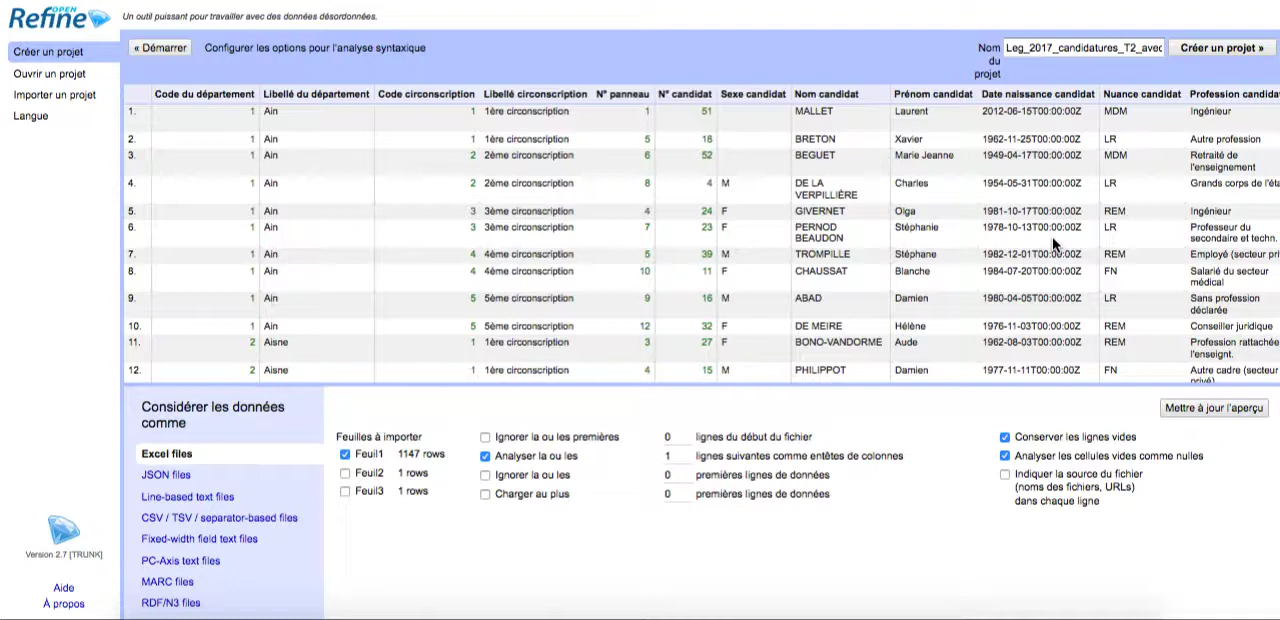 OPEN
Refine
Un outil puissant pour travailler avec des données désordonnées.
Créer un projet
Ouvrir un projet
Importer un projet
Langue
« Démarrer
Configurer les options pour l'analyse syntaxique
Nom du projet
Leg_2017_candidatures_T2_avec
Créer un projet »
Code du département Libellé du département Code circonscription Libellé circonscription N° panneau N° candidat Sexe candidat Nom candidat Prénom candidat Date naissance candidat Nuance candidat Profession candida
1. 1 Ain 1 1ère circonscription 1 51 MALLET Laurent 2012-06-15T00:00:00Z MDM Ingénieur
2. 1 Ain 1 1ère circonscription 5 18 BRETON Xavier 1962-11-25T00:00:00Z LR Autre profession
3. 1 Ain 2 2ème circonscription 6 52 BEGUET Marie Jeanne 1949-04-17T00:00:00Z MDM Retraité de
l'enseignement
4. 1 Ain 2 2ème circonscription 8 4 M DE LA Charles 1954-05-31T00:00:00Z LR Grands corps de l'éta
VERPILLIÈRE
5. 1 Ain 3 3ème circonscription 4 24 F GIVERNET Olga 1981-10-17T00:00:00Z REM Ingénieur
6. 1 Ain 3 3ème circonscription 7 23 F PERNOD Stéphanie 1978-10-13T00:00:00Z LR Professeur du
BEAUDON secondaire et techn.
7. 1 Ain 4 4ème circonscription 5 39 M TROMPILLE Stéphane 1982-12-01T00:00:00Z REM Employé (secteur pri
8. 1 Ain 4 4ème circonscription 10 11 F CHAUSSAT Blanche 1984-07-20T00:00:00Z FN Salarié du secteur
médical
9. 1 Ain 5 5ème circonscription 9 16 M ABAD Damien 1980-04-05T00:00:00Z LR Sans profession
déclarée
10. 1 Ain 5 5ème circonscription 12 32 F DE MEIRE Hélène 1976-11-03T00:00:00Z REM Conseiller juridique
11. 2 Aisne 1 1ère circonscription 3 27 F BONO-VANDORME Aude 1962-08-03T00:00:00Z REM Profession rattachée
l'enseignt.
12. 2 Aisne 1 1ère circonscription 4 15 M PHILIPPOT Damien 1977-11-11T00:00:00Z FN Autre cadre (secteur
privé)
Considérer les données
comme
Excel files
JSON files
Line-based text files
CSV / TSV / separator-based files
Fixed-width field text files
PC-Axis text files
MARC files
RDF/N3 files
Mettre à jour l'aperçu
Feuilles à importer
Feuil1 1147 rows
Feuil2 1 rows
Feuil3 1 rows
Ignorer la ou les premières 0 lignes du début du fichier
Analyser la ou les 1 lignes suivantes comme entêtes de colonnes
Ignorer la ou les 0 premières lignes de données
Charger au plus 0 premières lignes de données
Conserver les lignes vides
Analyser les cellules vides comme nulles
Indiquer la source du fichier
(noms des fichiers, URLs)
dans chaque ligne
Version 2.7 [TRUNK]
Aide
À propos